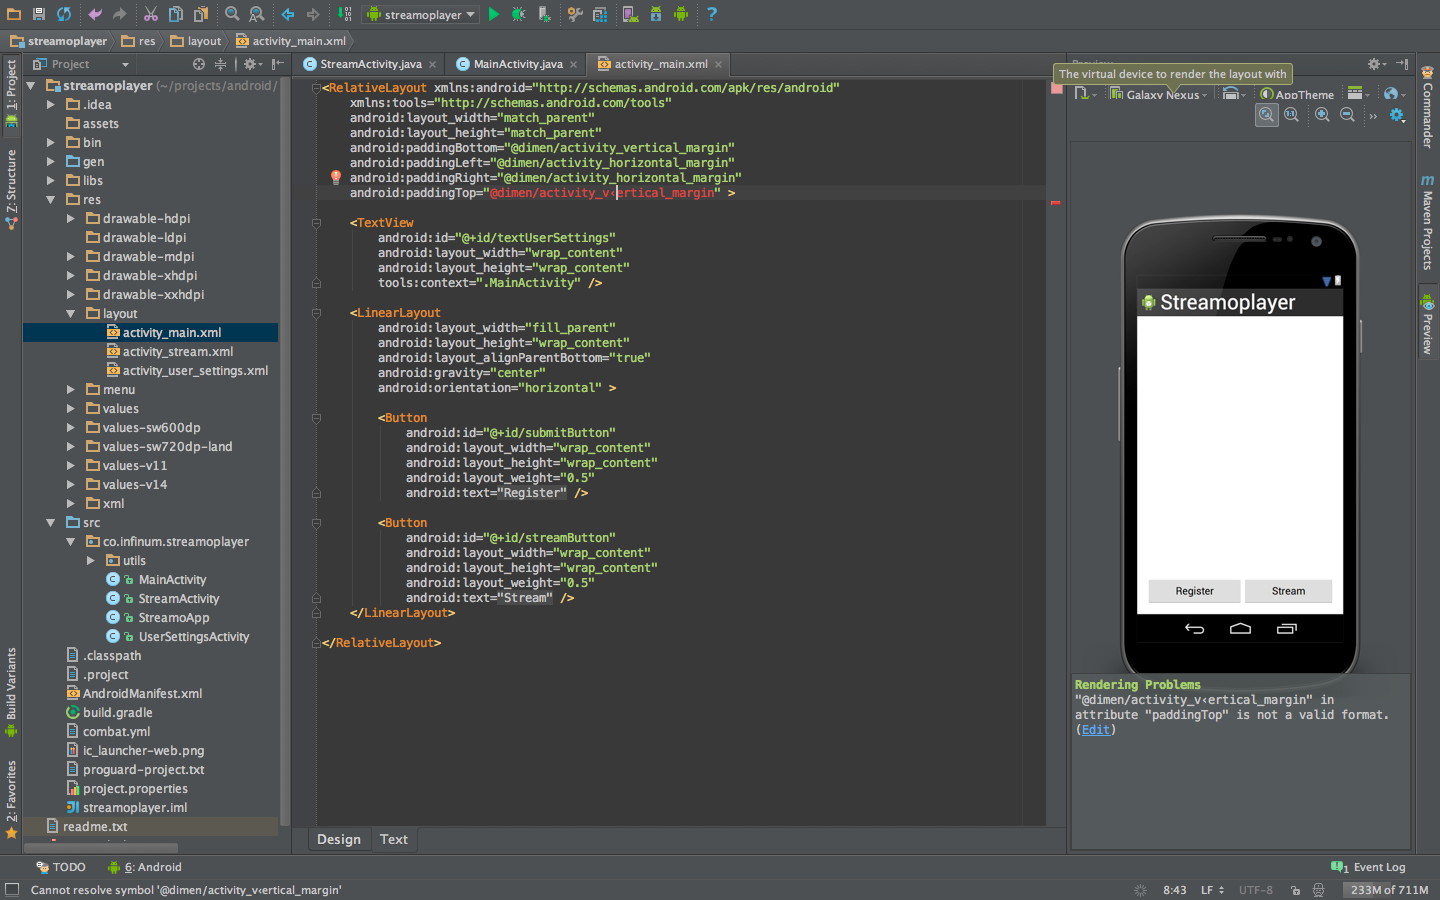 streamoplayer
streamoplayer
res
layout
activity_main.xml
Project
StreamActivity.java
MainActivity.java
activity_main.xml
The virtual device to render the layout with
Galaxy Nexus
AppTheme
1: Project
Z: Structure
Build Variants
2: Favorites
Commander
Maven Projects
Preview
streamoplayer (~/projects/android/
.idea
assets
bin
gen
libs
res
drawable-hdpi
drawable-ldpi
drawable-mdpi
drawable-xhdpi
drawable-xxhdpi
layout
activity_main.xml
activity_stream.xml
activity_user_settings.xml
menu
values
values-sw600dp
values-sw720dp-land
values-v11
values-v14
xml
src
co.infinum.streamoplayer
utils
MainActivity
StreamActivity
StreamoApp
UserSettingsActivity
.classpath
.project
AndroidManifest.xml
build.gradle
combat.yml
ic_launcher-web.png
proguard-project.txt
project.properties
streamoplayer.iml
readme.txt
<RelativeLayout xmlns:android="http://schemas.android.com/apk/res/android"
xmlns:tools="http://schemas.android.com/tools"
android:layout_width="match_parent"
android:layout_height="match_parent"
android:paddingBottom="@dimen/activity_vertical_margin"
android:paddingLeft="@dimen/activity_horizontal_margin"
android:paddingRight="@dimen/activity_horizontal_margin"
android:paddingTop="@dimen/activity_v‹ertical_margin" >
<TextView
android:id="@+id/textUserSettings"
android:layout_width="wrap_content"
android:layout_height="wrap_content"
tools:context=".MainActivity" />
<LinearLayout
android:layout_width="fill_parent"
android:layout_height="wrap_content"
android:layout_alignParentBottom="true"
android:gravity="center"
android:orientation="horizontal" >
<Button
android:id="@+id/submitButton"
android:layout_width="wrap_content"
android:layout_height="wrap_content"
android:layout_weight="0.5"
android:text="Register" />
<Button
android:id="@+id/streamButton"
android:layout_width="wrap_content"
android:layout_height="wrap_content"
android:layout_weight="0.5"
android:text="Stream" />
</LinearLayout>
</RelativeLayout>
Streamoplayer
Register
Stream
Rendering Problems
"@dimen/activity_v‹ertical_margin" in
attribute "paddingTop" is not a valid format.
(Edit)
Design
Text
TODO
6: Android
1 Event Log
Cannot resolve symbol '@dimen/activity_v‹ertical_margin'
8:43
LF
UTF-8
233M of 711M